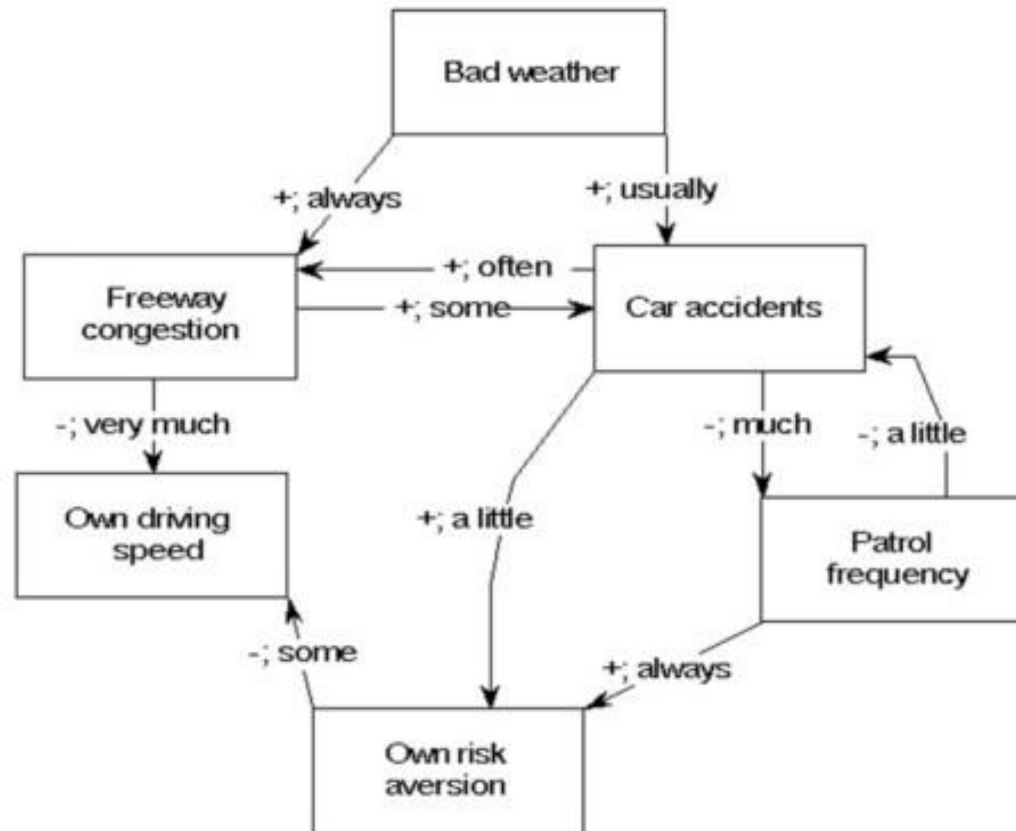 Bad weather
+; always
+; usually
+; often
Freeway
congestion
+; some
Car accidents
-; very much
-; much
-; a little
Own driving
speed
+; a little
Patrol
frequency
-; some
+; always
Own risk
aversion